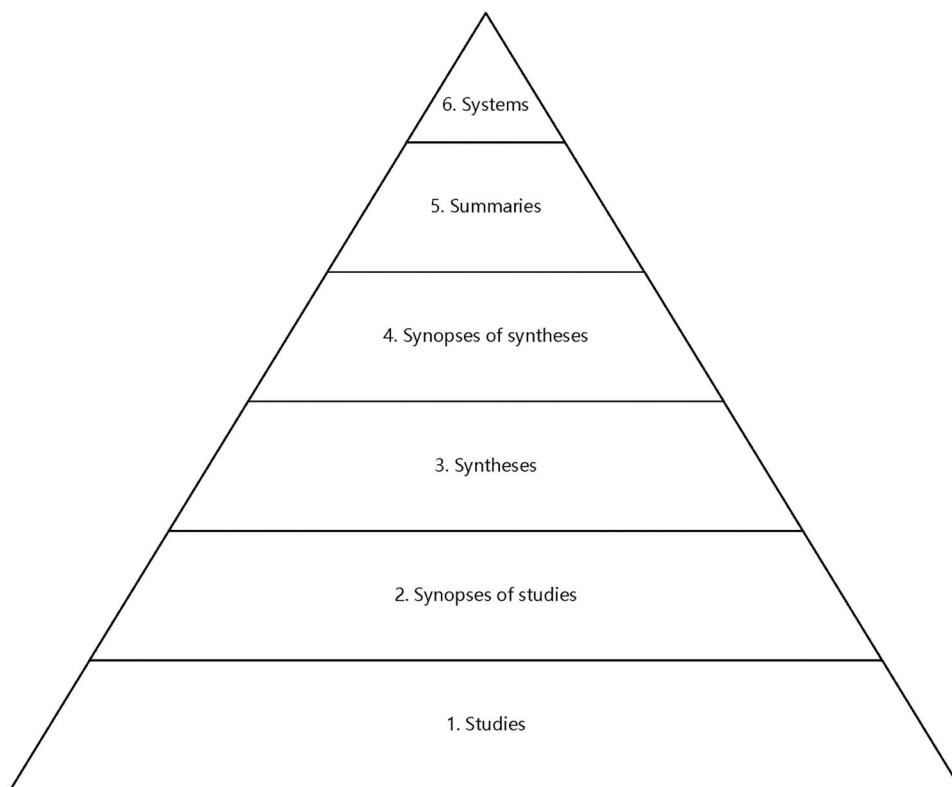 6. Systems
5. Summaries
4. Synopses of syntheses
3. Syntheses
2. Synopses of studies
1. Studies